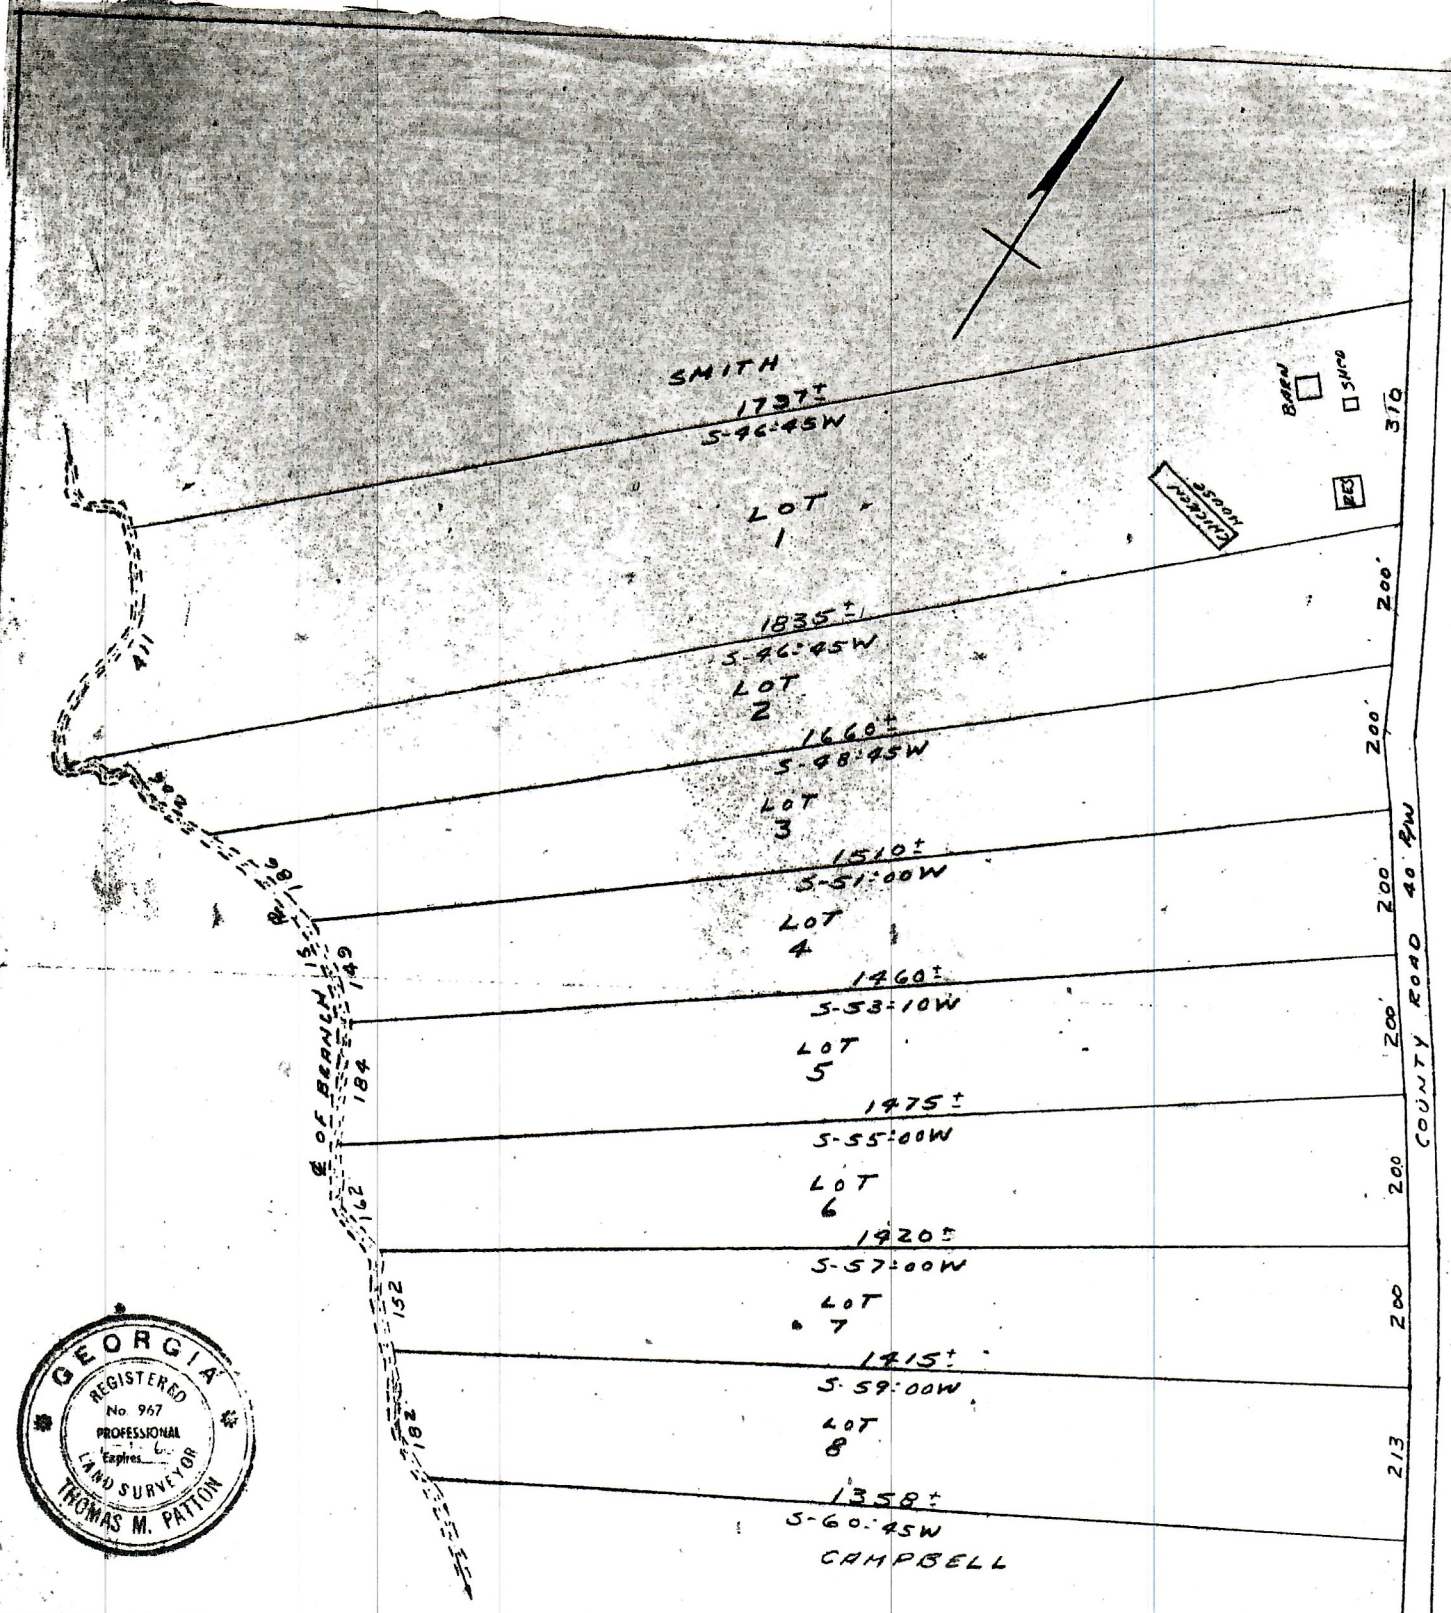 SMITH
1737±
S-46:45W
BARN
SHED
310
CHICKEN
HOUSE
RES
LOT
1
200'
411
1835±
S-46:45W
LOT
2
1660±
S-48:45W
200'
LOT
3
1510±
S-51:00W
186
200'
LOT
4
149
1460±
S-53:10W
200'
LOT
5
184
℄ OF BRANCH IS
1475±
S-55:00W
COUNTY ROAD 40' R/W
LOT
6
162
200
1420±
S-57:00W
LOT
7
152
200
1415±
S-59:00W
LOT
8
182
213
1358±
S-60:45W
CAMPBELL
GEORGIA
REGISTERED
No. 967
PROFESSIONAL
Expires
LAND SURVEYOR
THOMAS M. PATTON